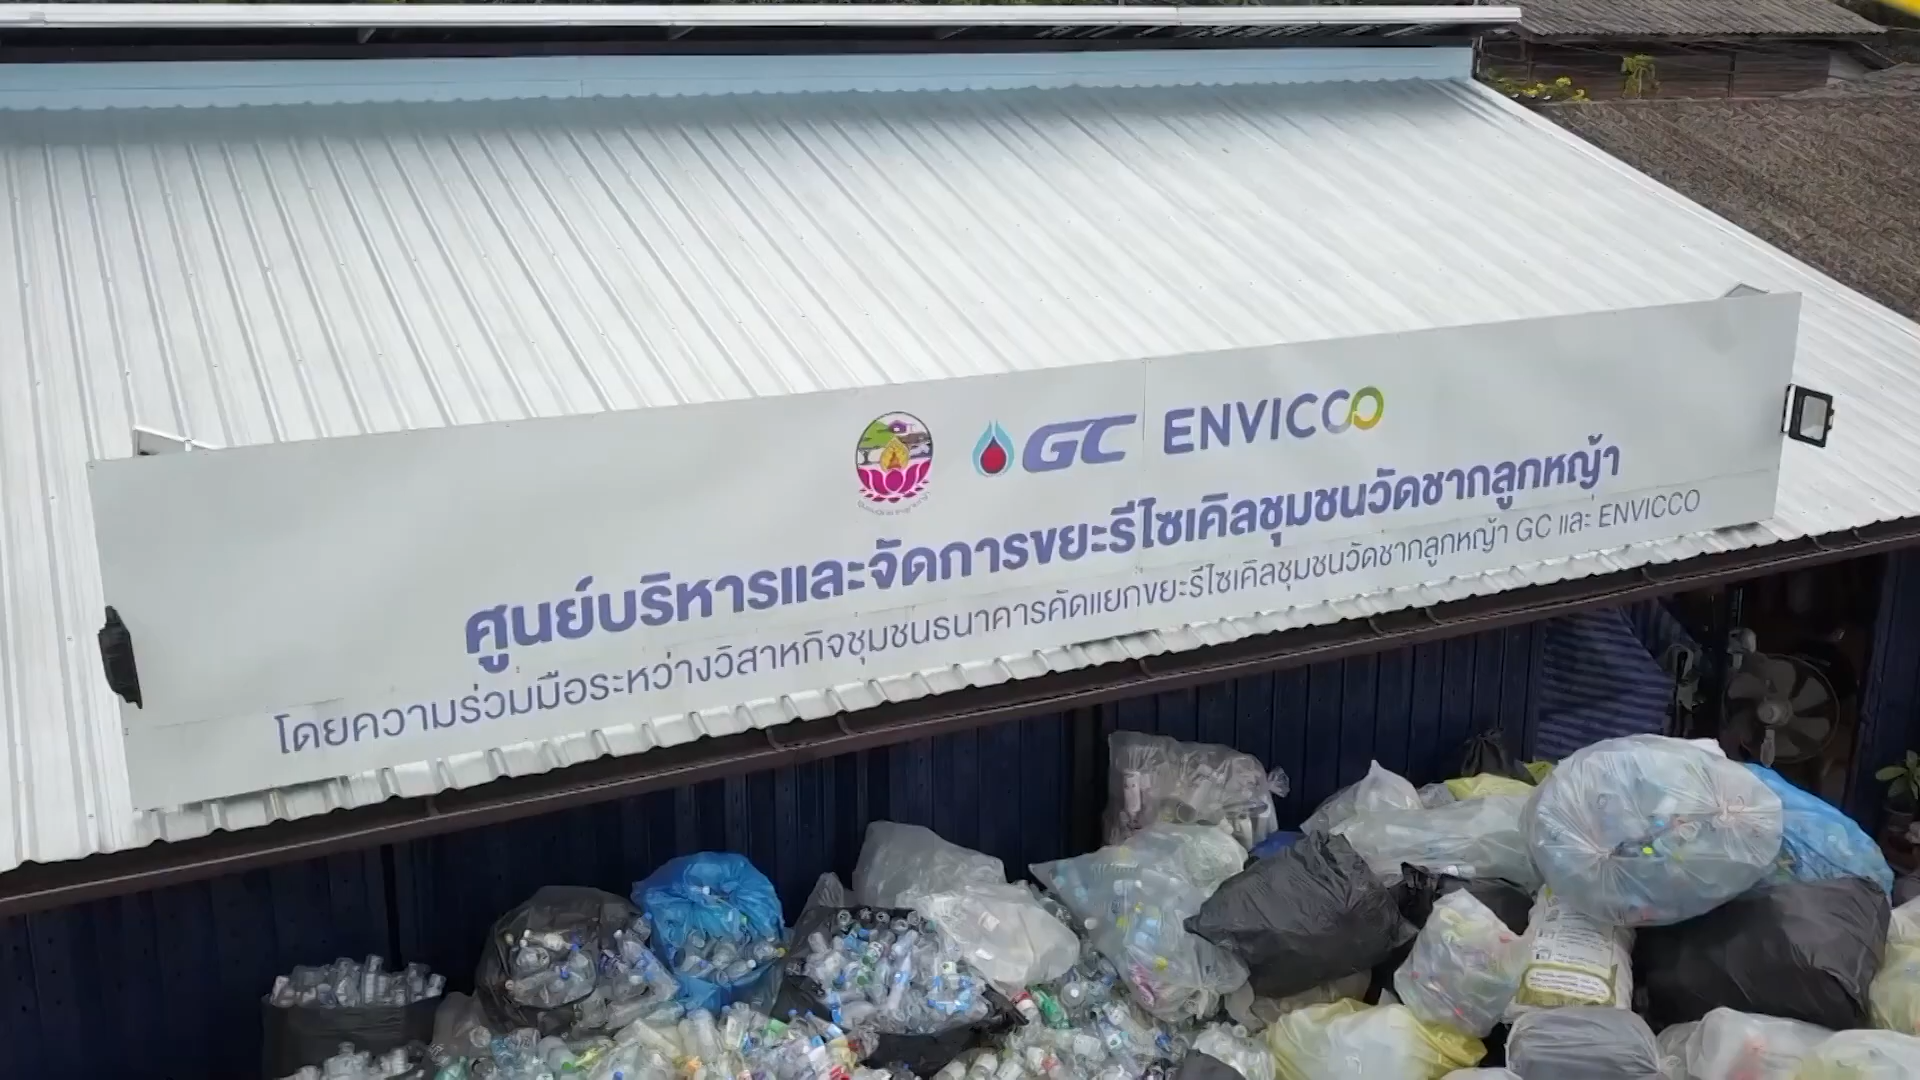 GC ENVICCO
ศูนย์บริหารและจัดการขยะรีไซเคิลชุมชนวัดชากลูกหญ้า
โดยความร่วมมือระหว่างวิสาหกิจชุมชนธนาคารคัดแยกขยะรีไซเคิลชุมชนวัดชากลูกหญ้า GC และ ENVICCO